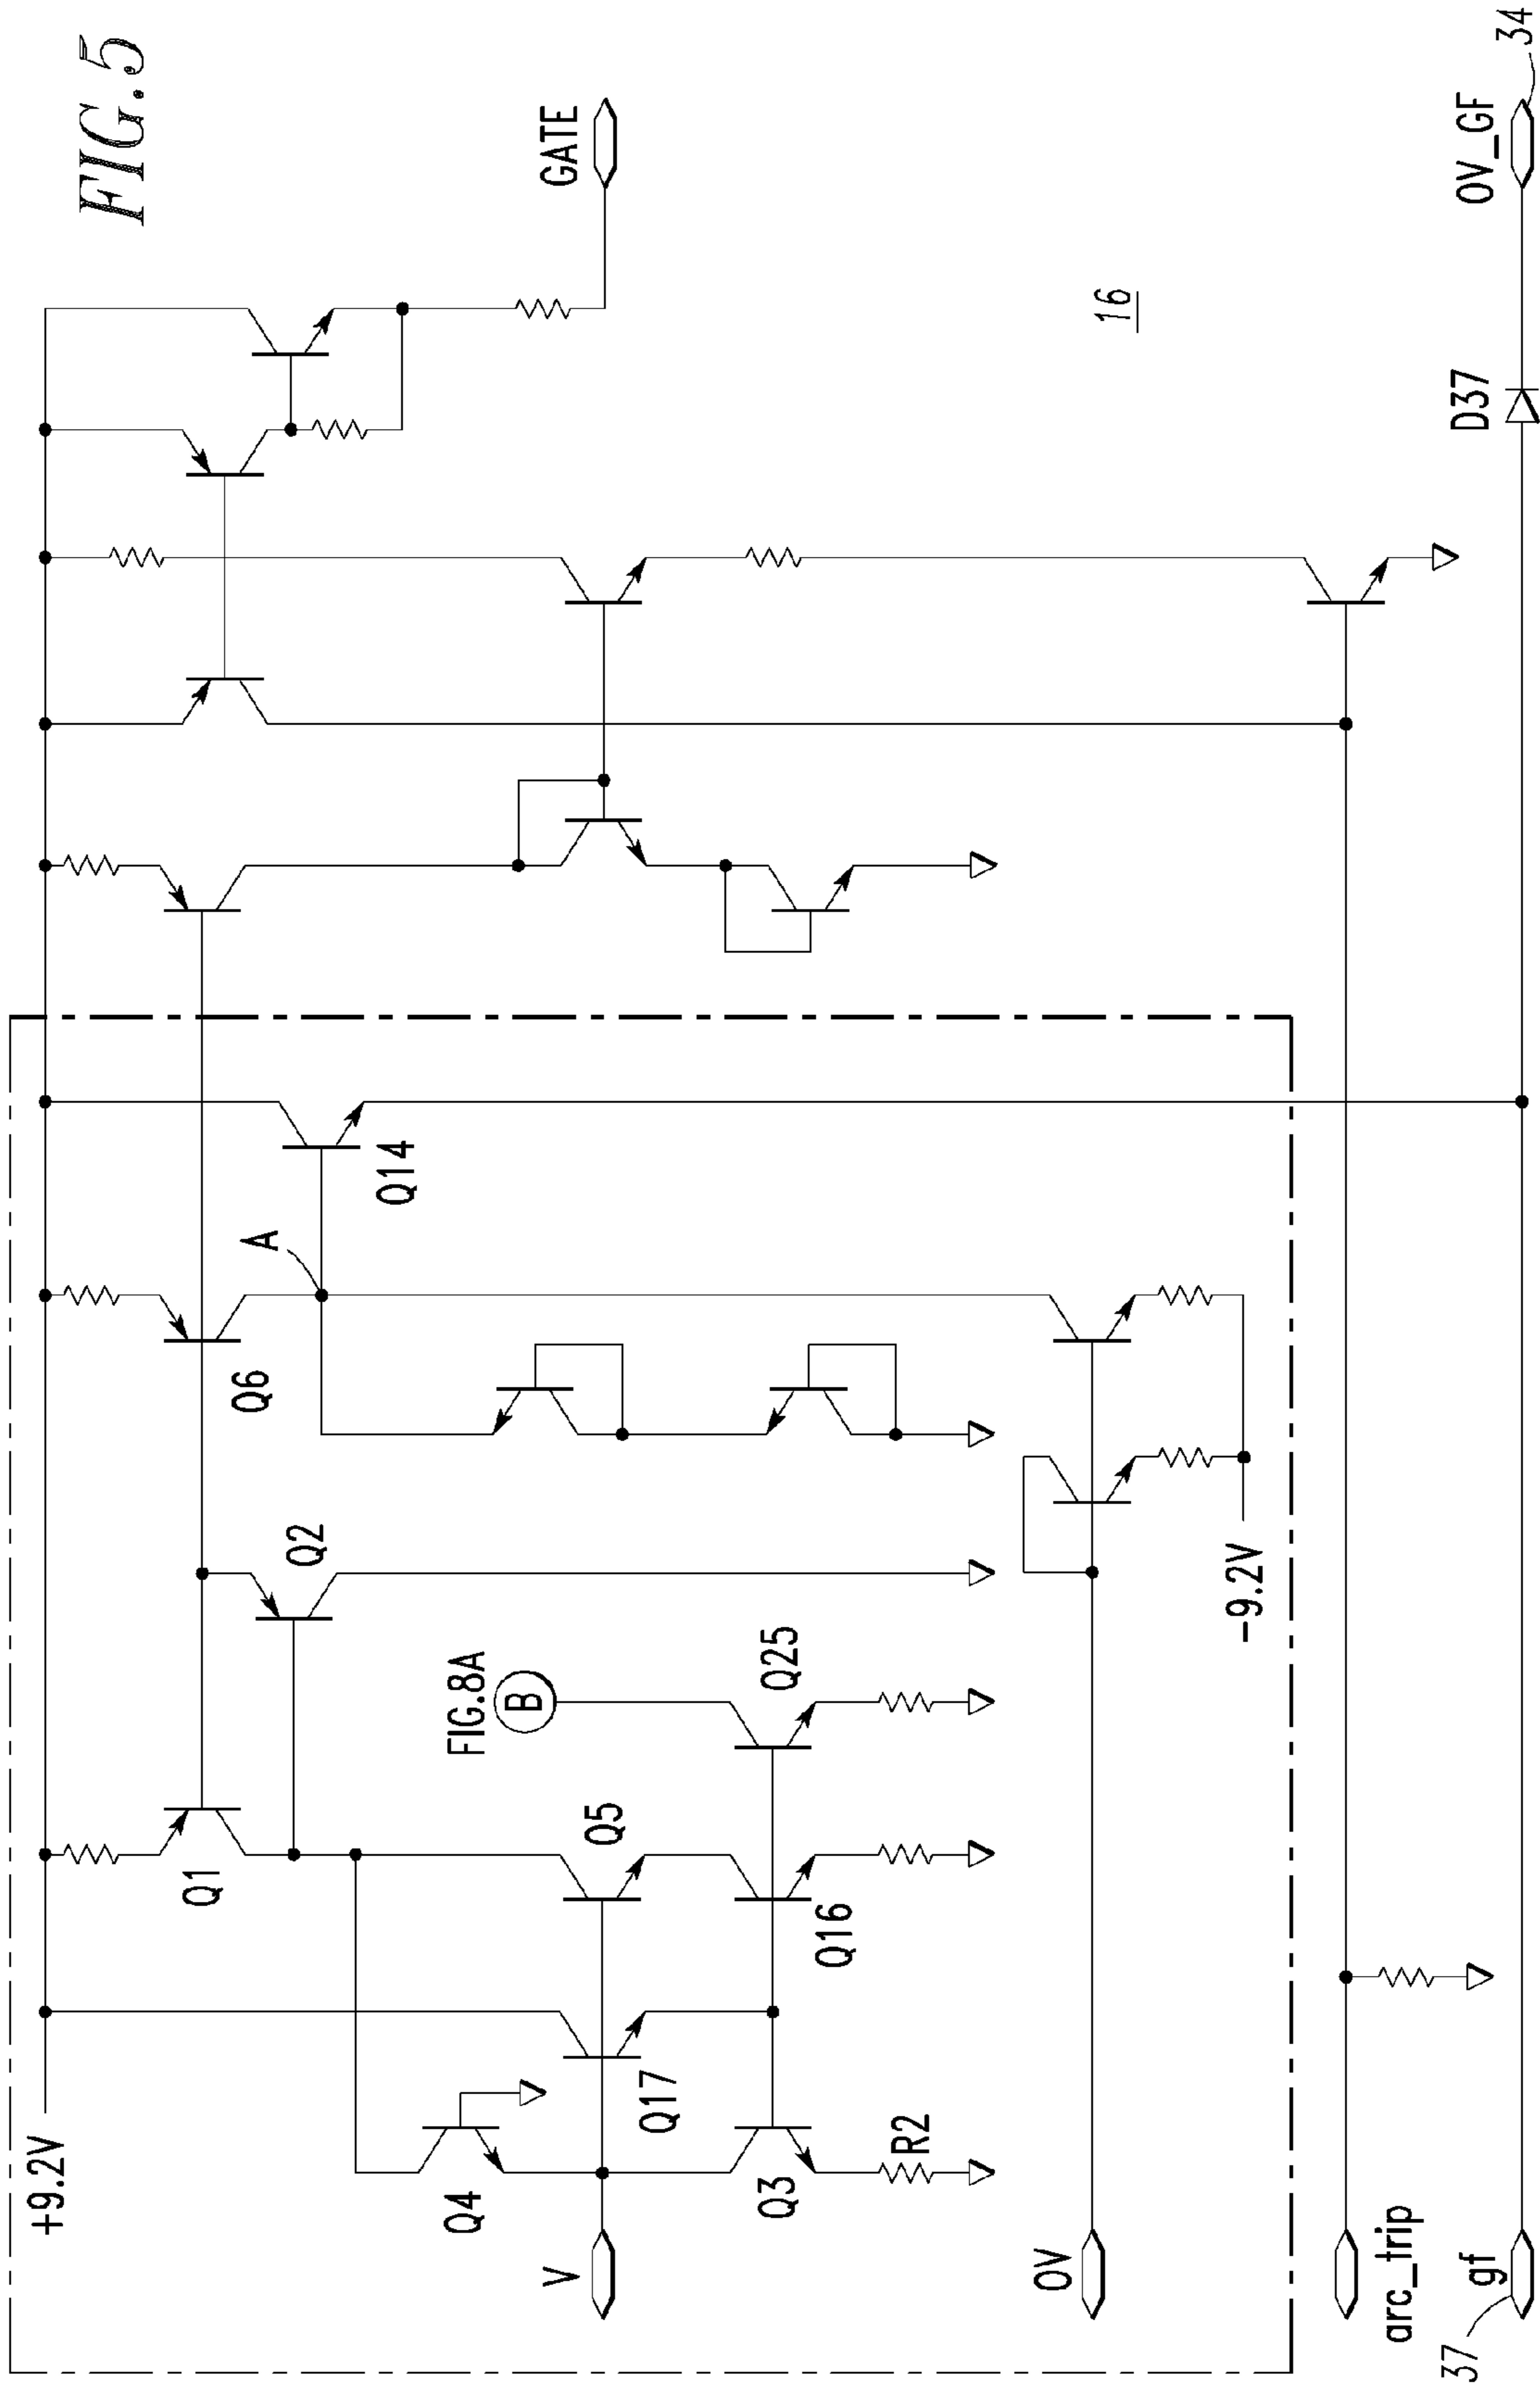 FIG.5
+9.2V
Q1
Q2
Q6
A
Q14
GATE
Q4
V
Q17
Q5
FIG.8A
B
Q3
R2
Q16
Q25
OV
-9.2V
16
arc_trip
37
gf
D37
OV_GF
34